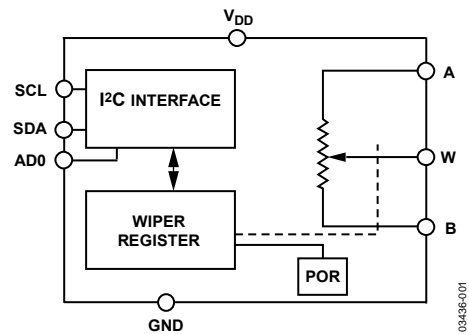 VDD
A
SCL
I2C INTERFACE
SDA
AD0
W
WIPER
REGISTER
B
POR
GND
03436-001